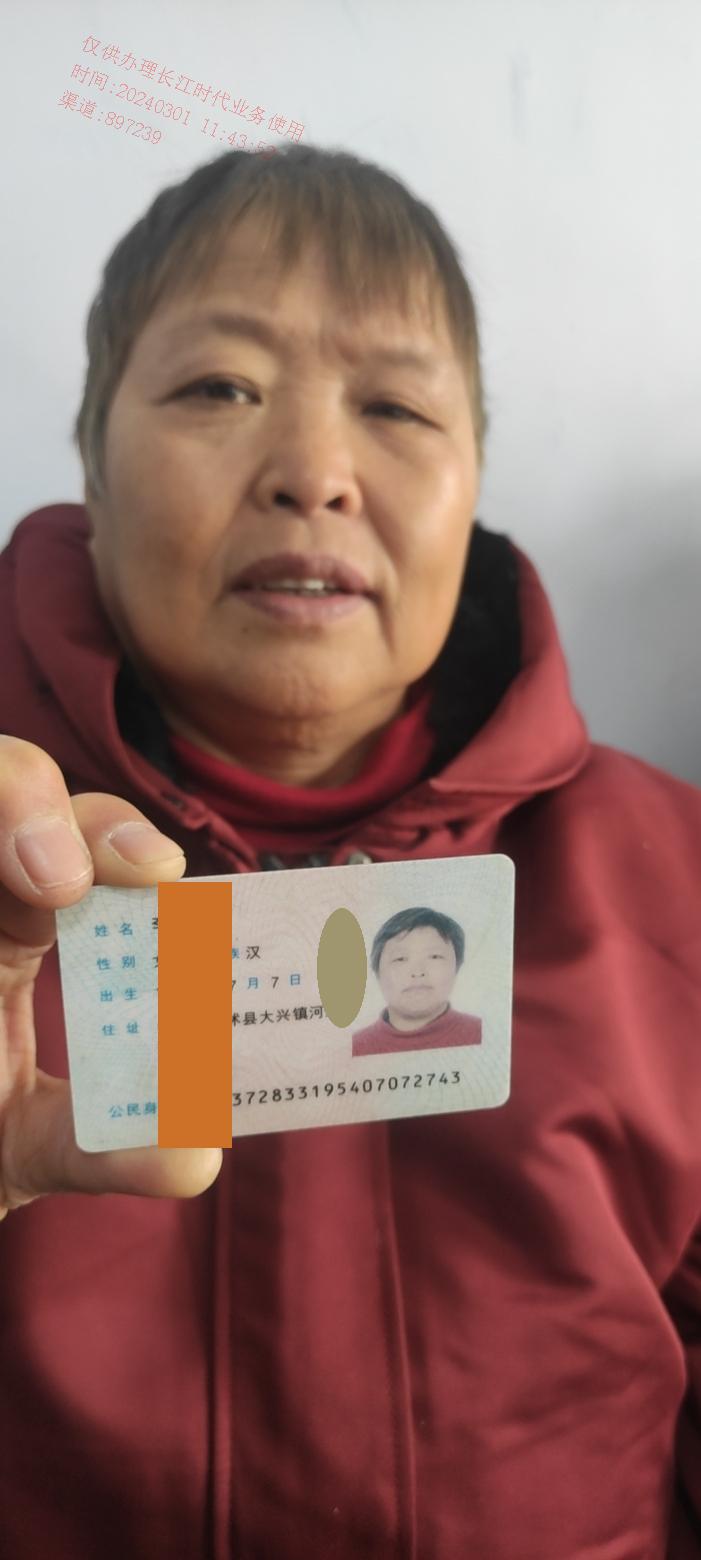 仅供办理长江时代业务使用
时间:20240301 11:43:52
渠道:897239
姓名
性别 族 汉
出生 7 月 7 日
住址 县大兴镇河
公民身 372833195407072743